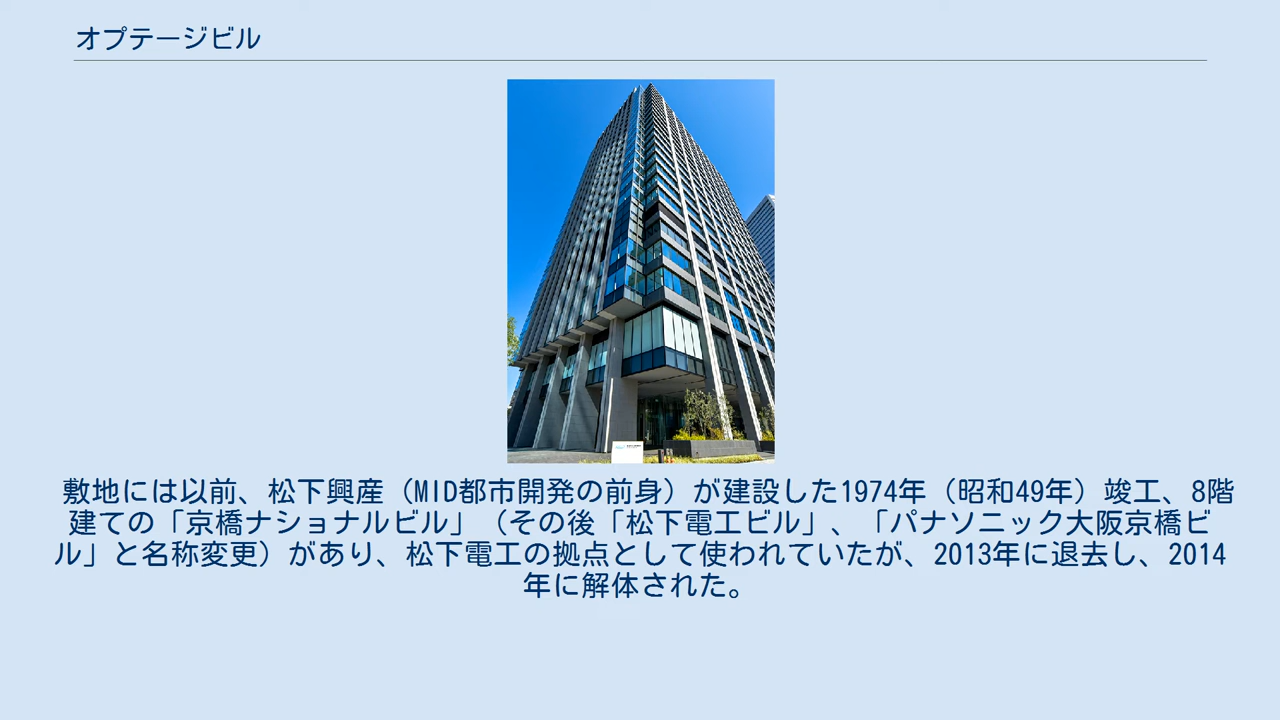 オプテージビル
敷地には以前、松下興産（MID都市開発の前身）が建設した1974年（昭和49年）竣工、8階
建ての「京橋ナショナルビル」（その後「松下電工ビル」、「パナソニック大阪京橋ビ
ル」と名称変更）があり、松下電工の拠点として使われていたが、2013年に退去し、2014
年に解体された。